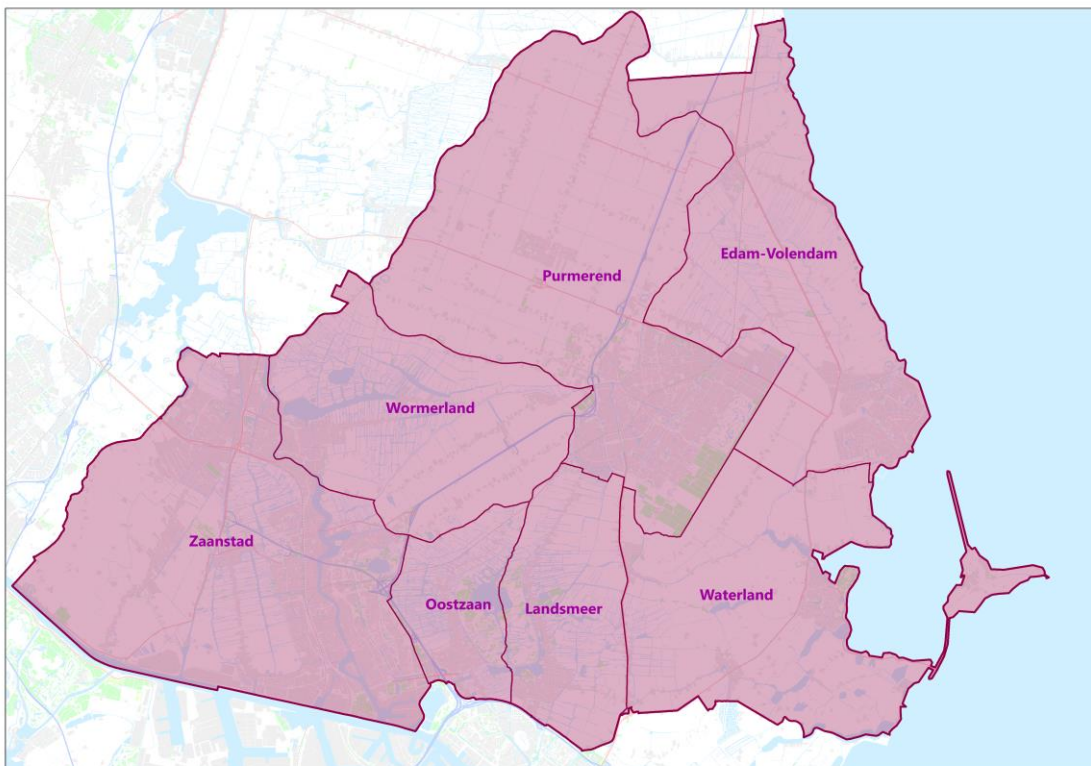 Edam-Volendam
Purmerend
Wormerland
Zaanstad
Waterland
Oostzaan
Landsmeer